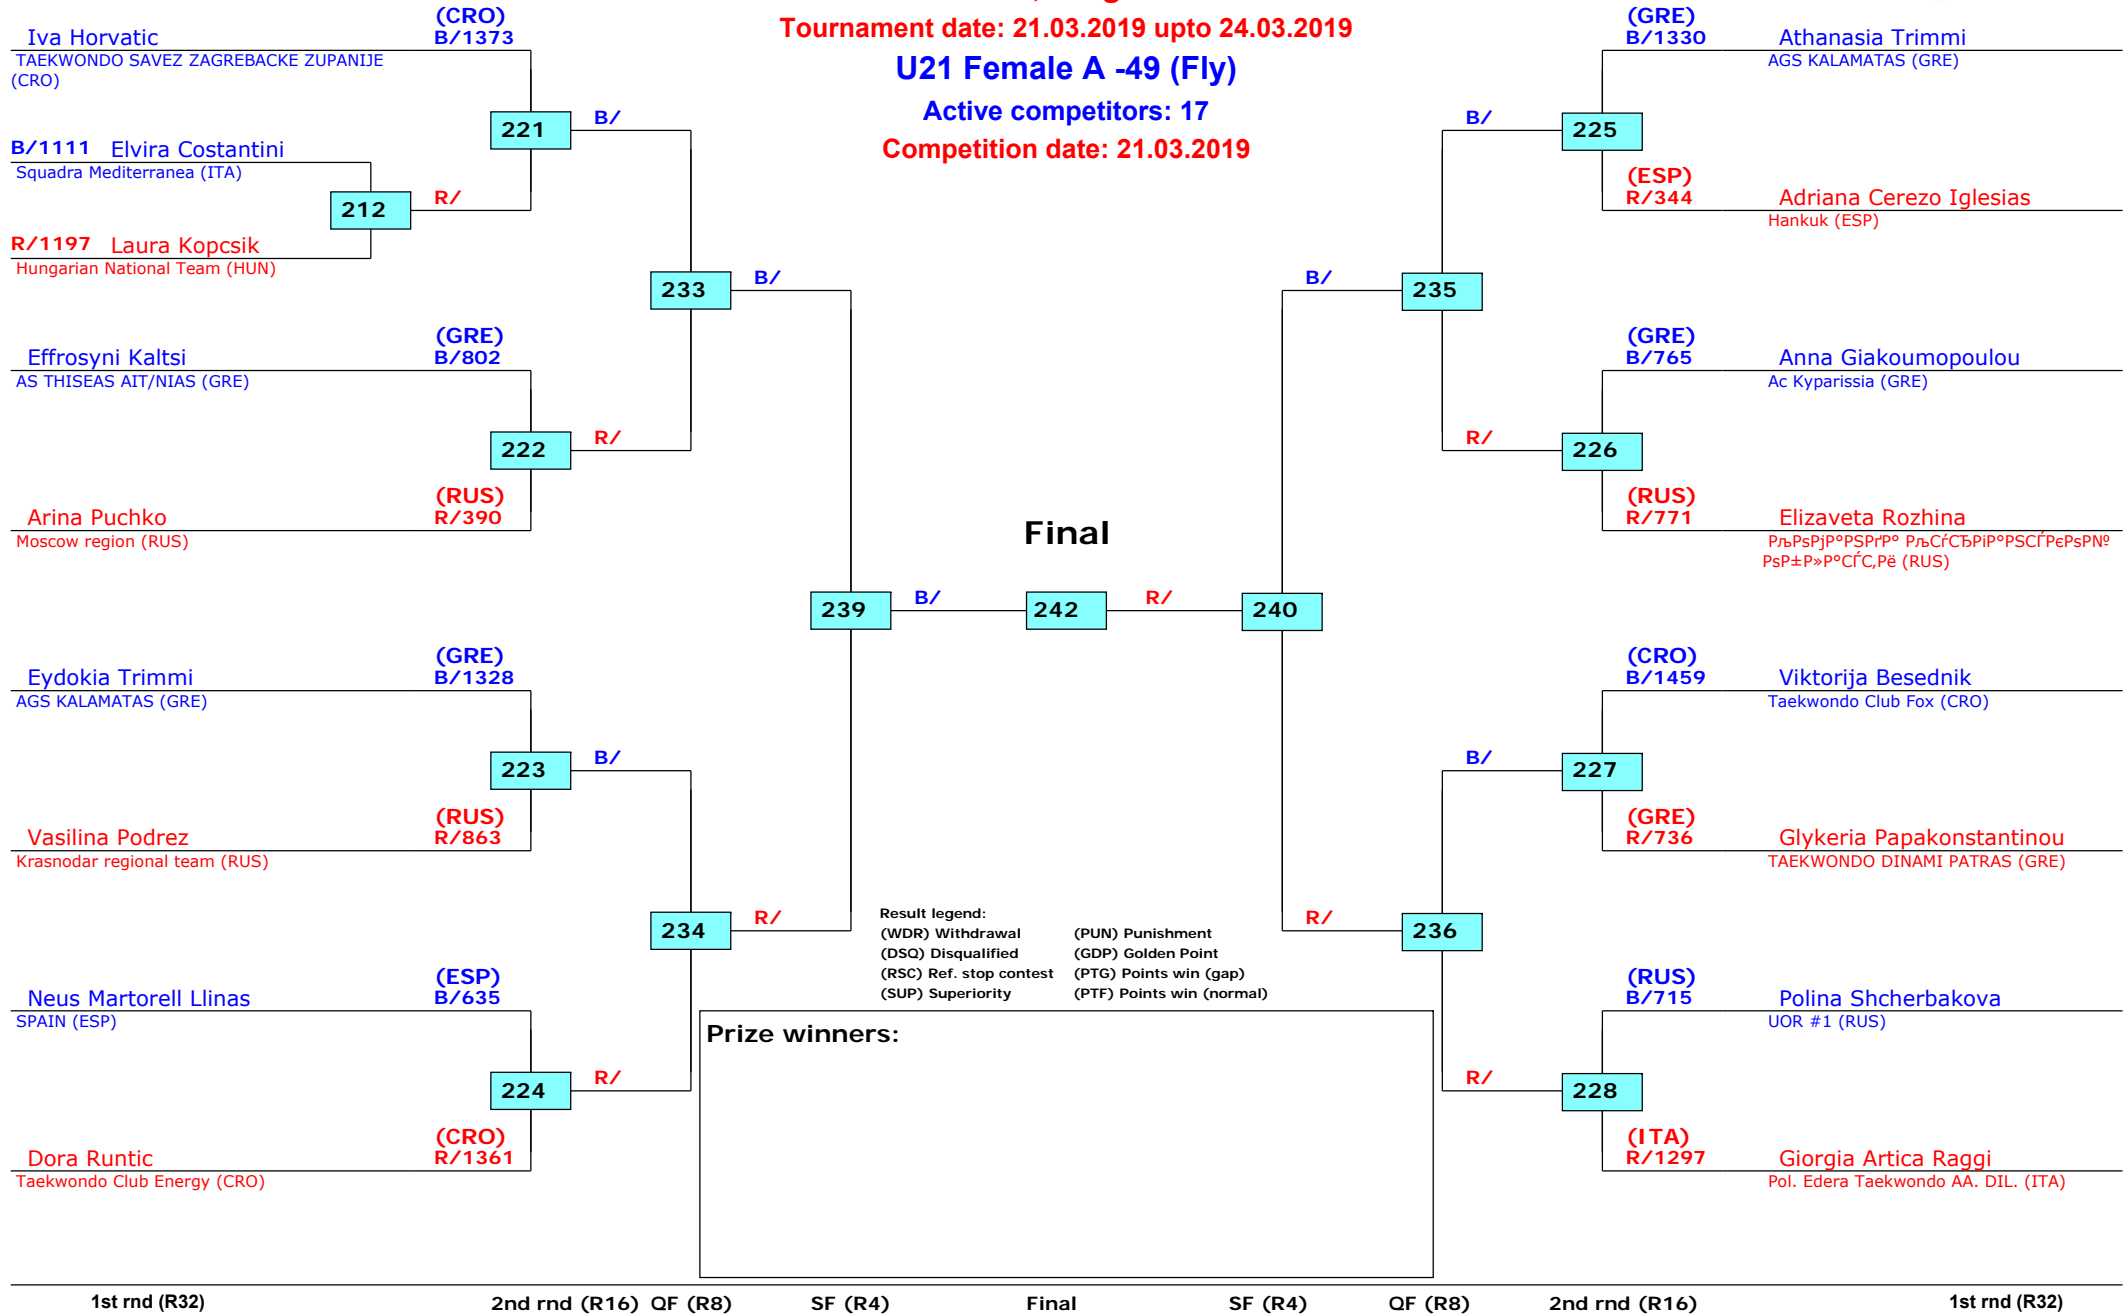 Tournament date: 21.03.2019 upto 24.03.2019
U21 Female A -49 (Fly)
Active competitors: 17
Competition date: 21.03.2019
(CRO)
Iva Horvatic B/1373
TAEKWONDO SAVEZ ZAGREBACKE ZUPANIJE
(CRO)
221 B/
B/1111 Elvira Costantini
Squadra Mediterranea (ITA)
212 R/
R/1197 Laura Kopcsik
Hungarian National Team (HUN)
233 B/
(GRE)
Effrosyni Kaltsi B/802
AS THISEAS AIT/NIAS (GRE)
222 R/
(RUS)
Arina Puchko R/390
Moscow region (RUS)
239 B/
(GRE)
Eydokia Trimmi B/1328
AGS KALAMATAS (GRE)
223 B/
(RUS)
Vasilina Podrez R/863
Krasnodar regional team (RUS)
234 R/
(ESP)
Neus Martorell Llinas B/635
SPAIN (ESP)
224 R/
(CRO)
Dora Runtic R/1361
Taekwondo Club Energy (CRO)
Final
242
(GRE)
B/1330 Athanasia Trimmi
AGS KALAMATAS (GRE)
B/ 225
(ESP)
R/344 Adriana Cerezo Iglesias
Hankuk (ESP)
B/ 235
(GRE)
B/765 Anna Giakoumopoulou
Ac Kyparissia (GRE)
R/ 226
(RUS)
R/771 Elizaveta Rozhina
РљРѕРјР°РЅРґР° РљСѓСЂРіР°РЅСЃРєРѕР№
РѕР±Р»Р°СЃС‚Рё (RUS)
R/ 240
(CRO)
B/1459 Viktorija Besednik
Taekwondo Club Fox (CRO)
B/ 227
(GRE)
R/736 Glykeria Papakonstantinou
TAEKWONDO DINAMI PATRAS (GRE)
R/ 236
(RUS)
B/715 Polina Shcherbakova
UOR #1 (RUS)
R/ 228
(ITA)
R/1297 Giorgia Artica Raggi
Pol. Edera Taekwondo AA. DIL. (ITA)
Result legend:
(WDR) Withdrawal (PUN) Punishment
(DSQ) Disqualified (GDP) Golden Point
(RSC) Ref. stop contest (PTG) Points win (gap)
(SUP) Superiority (PTF) Points win (normal)
Prize winners:
1st rnd (R32) 2nd rnd (R16) QF (R8) SF (R4) Final SF (R4) QF (R8) 2nd rnd (R16) 1st rnd (R32)